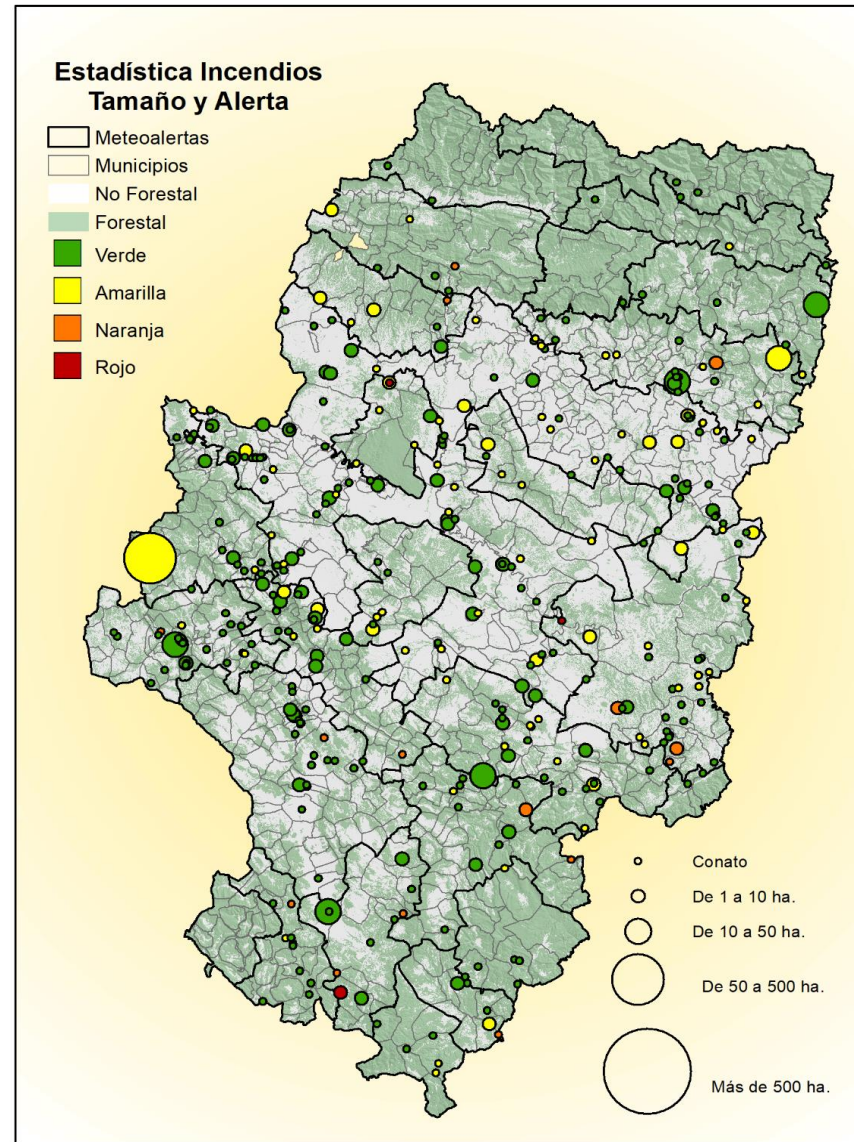 Estadística Incendios
Tamaño y Alerta
Meteoalertas
Municipios
No Forestal
Forestal
Verde
Amarilla
Naranja
Rojo
Conato
De 1 a 10 ha.
De 10 a 50 ha.
De 50 a 500 ha.
Más de 500 ha.